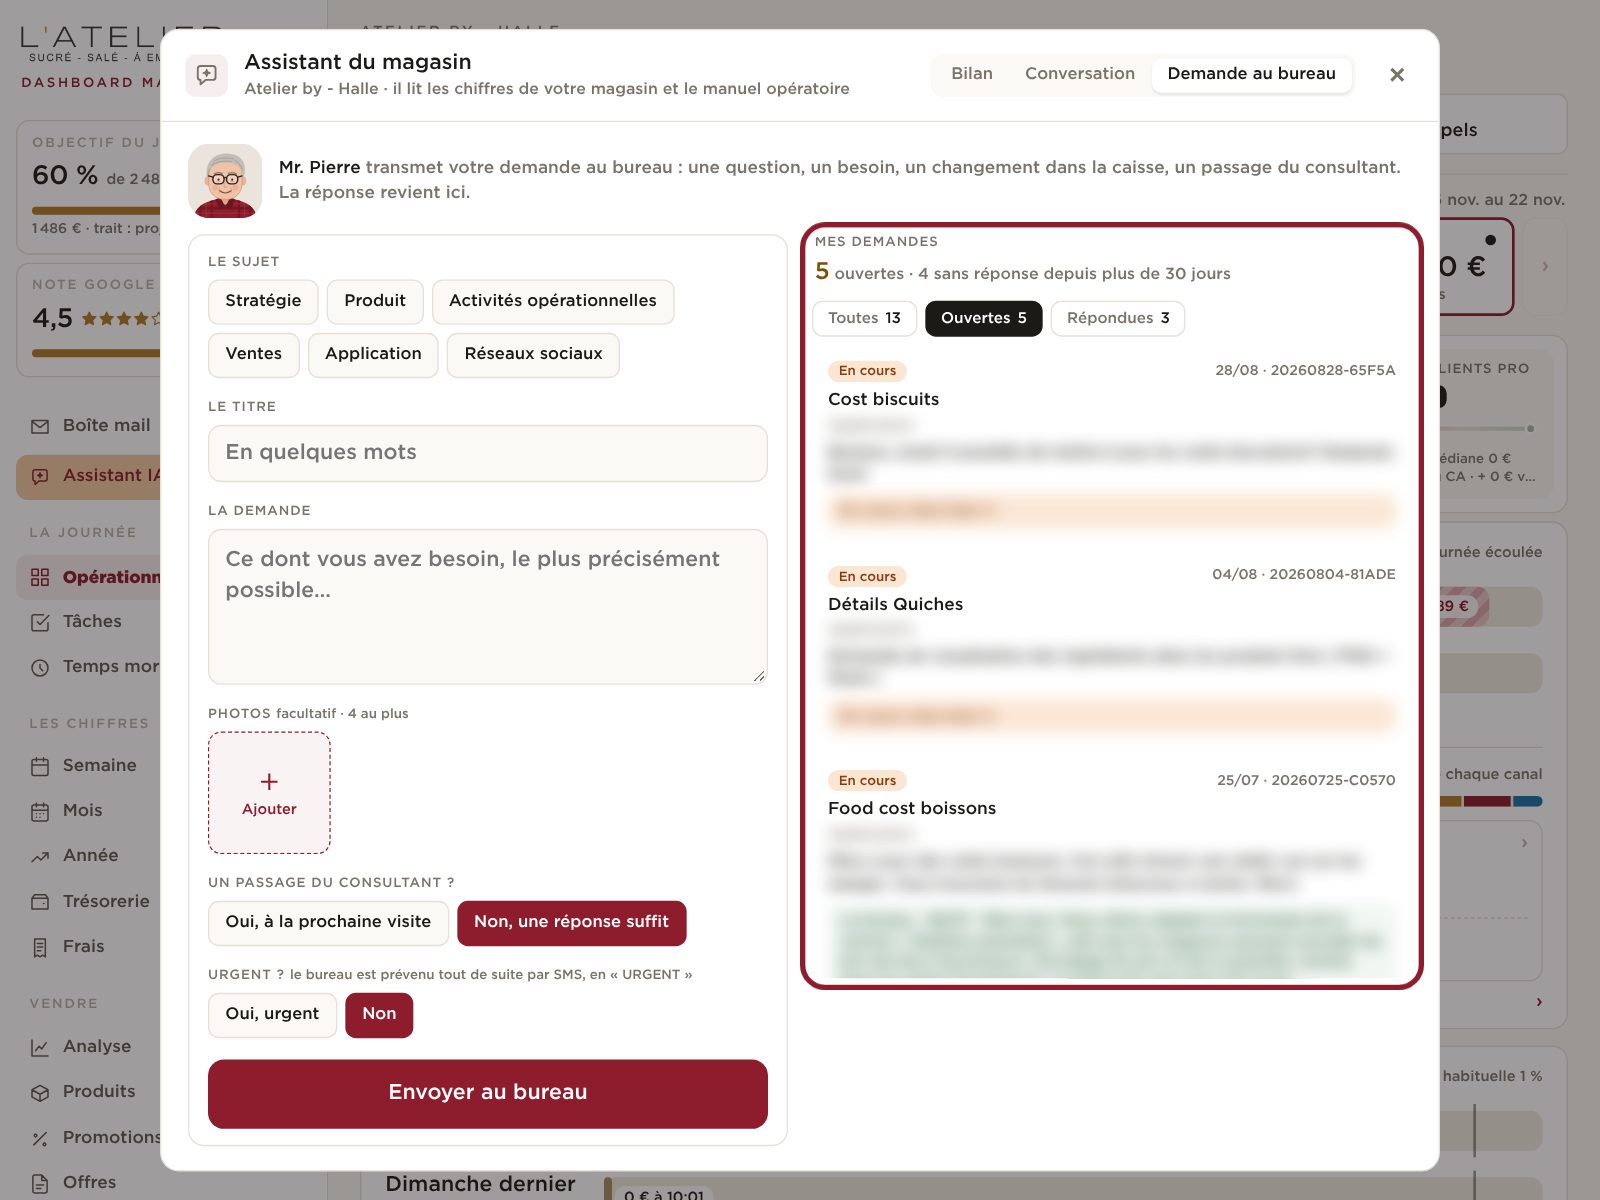 L'ATELIER
SUCRÉ - SALÉ - À EM
DASHBOARD MA
OBJECTIF DU J
60 % de 2 48
1 486 € · trait : pro
NOTE GOOGLE
4,5
Boîte mail
Assistant IA
LA JOURNÉE
Opérationn
Tâches
Temps mor
LES CHIFFRES
Semaine
Mois
Année
Trésorerie
Frais
VENDRE
Analyse
Produits
Promotions
Offres
Assistant du magasin
Atelier by - Halle · il lit les chiffres de votre magasin et le manuel opératoire
Bilan
Conversation
Demande au bureau
Mr. Pierre transmet votre demande au bureau : une question, un besoin, un changement dans la caisse, un passage du consultant.
La réponse revient ici.
LE SUJET
Stratégie
Produit
Activités opérationnelles
Ventes
Application
Réseaux sociaux
LE TITRE
En quelques mots
LA DEMANDE
Ce dont vous avez besoin, le plus précisément
possible...
PHOTOS facultatif · 4 au plus
+
Ajouter
UN PASSAGE DU CONSULTANT ?
Oui, à la prochaine visite
Non, une réponse suffit
URGENT ? le bureau est prévenu tout de suite par SMS, en « URGENT »
Oui, urgent
Non
Envoyer au bureau
MES DEMANDES
5 ouvertes · 4 sans réponse depuis plus de 30 jours
Toutes 13
Ouvertes 5
Répondues 3
En cours
28/08 · 20260828-65F5A
Cost biscuits
En cours
04/08 · 20260804-81ADE
Détails Quiches
En cours
25/07 · 20260725-C0570
Food cost boissons
pels
nov. au 22 nov.
0 €
s
LIENTS PRO
édiane 0 €
CA · + 0 € v...
urnée écoulée
39 €
chaque canal
habituelle 1 %
Dimanche dernier
0 € à 10:01